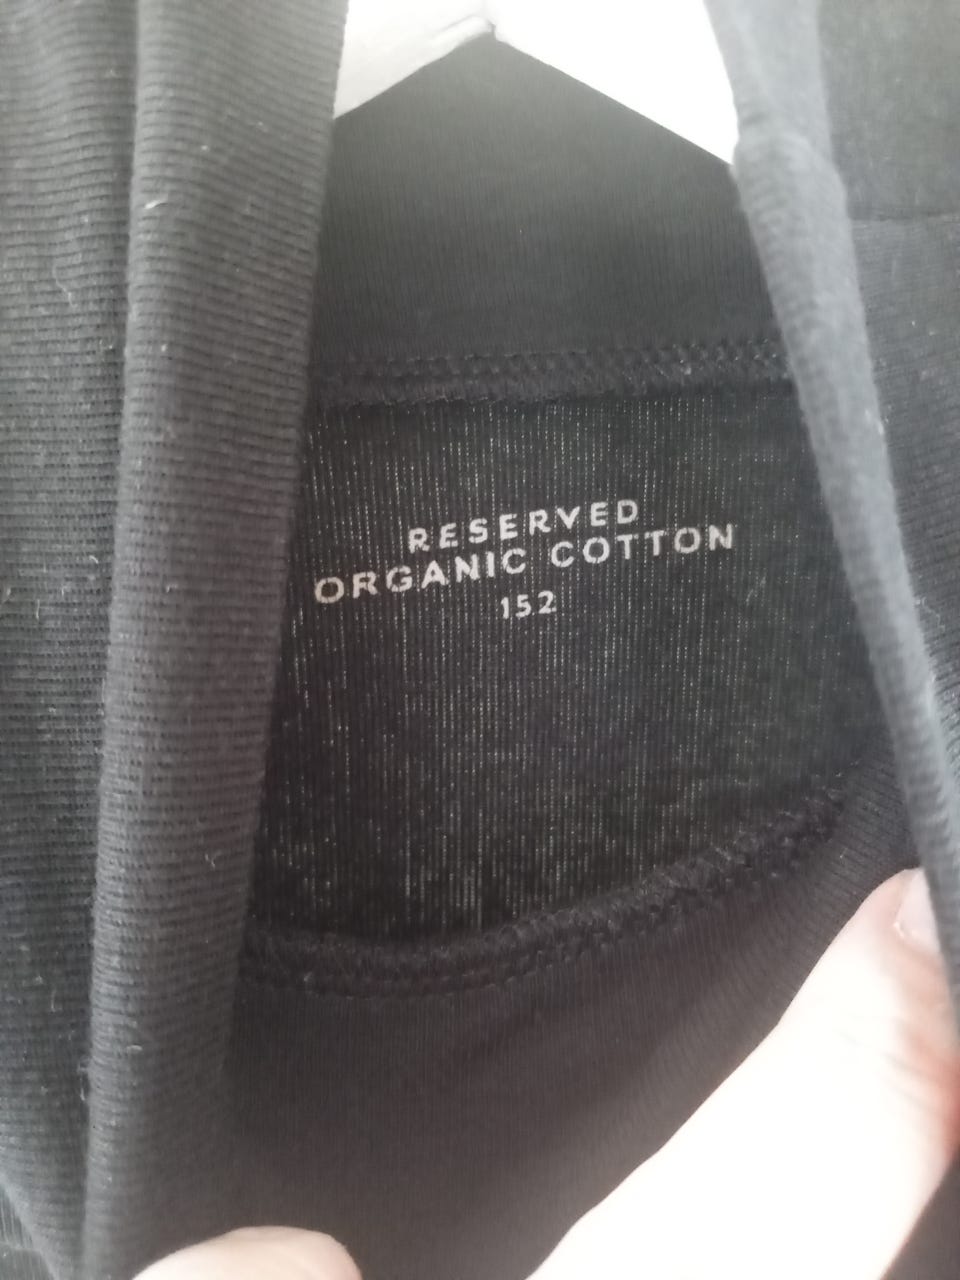 RESERVED
ORGANIC COTTON
152